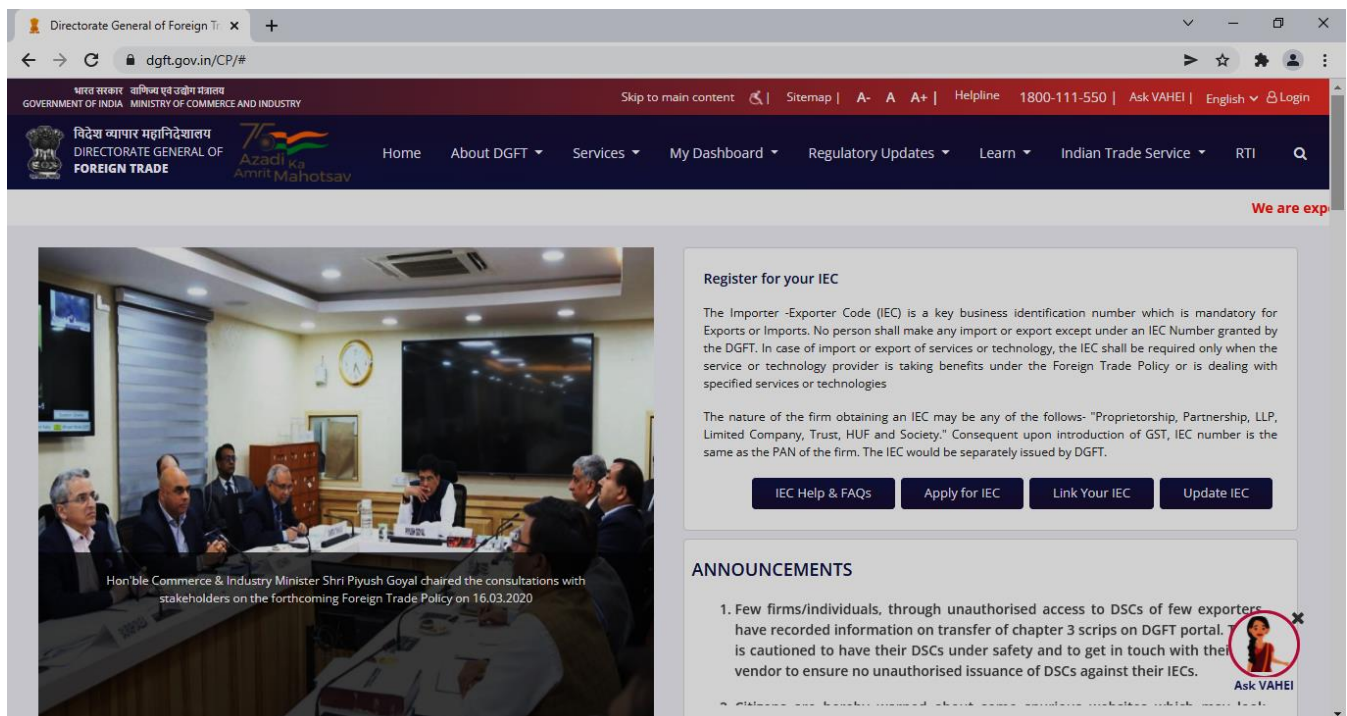 Directorate General of Foreign Tr
dgft.gov.in/CP/#
भारत सरकार वाणिज्य एवं उद्योग मंत्रालय
GOVERNMENT OF INDIA MINISTRY OF COMMERCE AND INDUSTRY
Skip to main content | Sitemap | A- A A+ | Helpline 1800-111-550 | Ask VAHEI | English Login
विदेश व्यापार महानिदेशालय
DIRECTORATE GENERAL OF
FOREIGN TRADE
75
Azadi Ka
Amrit Mahotsav
Home About DGFT Services My Dashboard Regulatory Updates Learn Indian Trade Service RTI
We are exp
Hon'ble Commerce & Industry Minister Shri Piyush Goyal chaired the consultations with
stakeholders on the forthcoming Foreign Trade Policy on 16.03.2020
Register for your IEC
The Importer -Exporter Code (IEC) is a key business identification number which is mandatory for
Exports or Imports. No person shall make any import or export except under an IEC Number granted by
the DGFT. In case of import or export of services or technology, the IEC shall be required only when the
service or technology provider is taking benefits under the Foreign Trade Policy or is dealing with
specified services or technologies
The nature of the firm obtaining an IEC may be any of the follows- "Proprietorship, Partnership, LLP,
Limited Company, Trust, HUF and Society." Consequent upon introduction of GST, IEC number is the
same as the PAN of the firm. The IEC would be separately issued by DGFT.
IEC Help & FAQs Apply for IEC Link Your IEC Update IEC
ANNOUNCEMENTS
1. Few firms/individuals, through unauthorised access to DSCs of few exporters
have recorded information on transfer of chapter 3 scrips on DGFT portal. T
is cautioned to have their DSCs under safety and to get in touch with thei
vendor to ensure no unauthorised issuance of DSCs against their IECs.
Ask VAHEI